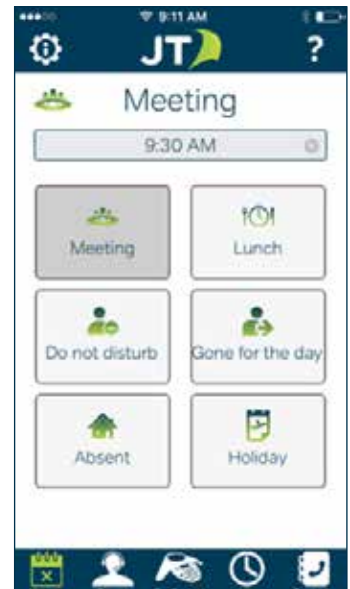 9:11 AM
JT
?
Meeting
9:30 AM
Meeting
Lunch
Do not disturb
Gone for the day
Absent
Holiday